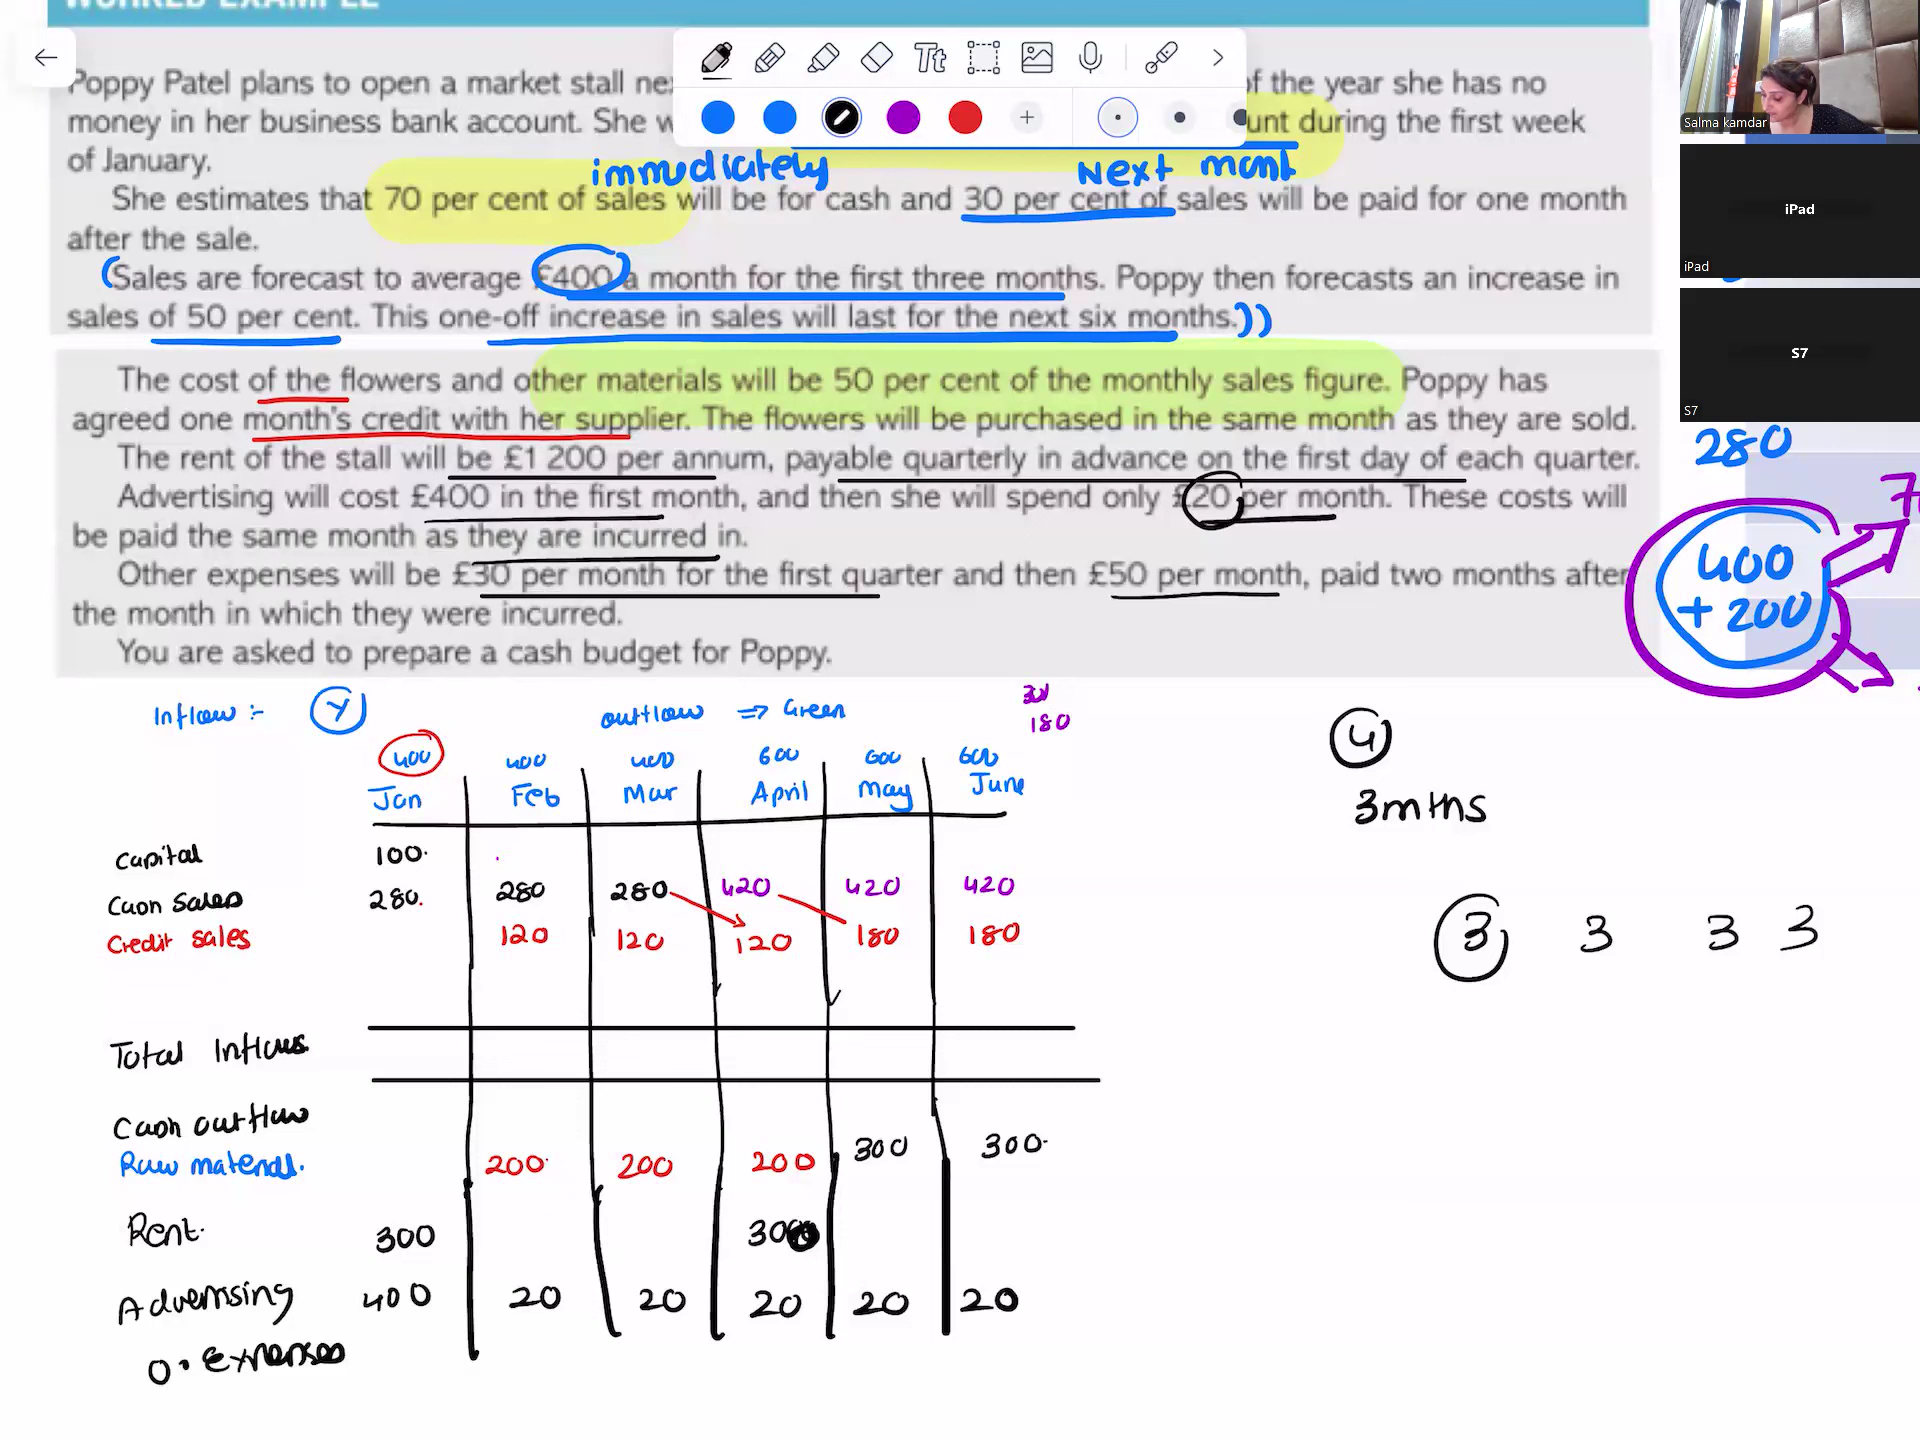 WORKED EXAMPLE
Poppy Patel plans to open a market stall of the year she has no
money in her business bank account. She unt during the first week
of January.
immediately Next mont
She estimates that 70 per cent of sales will be for cash and 30 per cent of sales will be paid for one month
after the sale.
(Sales are forecast to average £400 a month for the first three months. Poppy then forecasts an increase in
sales of 50 per cent. This one-off increase in sales will last for the next six months.))
The cost of the flowers and other materials will be 50 per cent of the monthly sales figure. Poppy has
agreed one month's credit with her supplier. The flowers will be purchased in the same month as they are sold.
The rent of the stall will be £1 200 per annum, payable quarterly in advance on the first day of each quarter.
Advertising will cost £400 in the first month, and then she will spend only £20 per month. These costs will
be paid the same month as they are incurred in.
Other expenses will be £30 per month for the first quarter and then £50 per month, paid two months after
the month in which they were incurred.
You are asked to prepare a cash budget for Poppy.
Tt
Salma kamdar
iPad
iPad
S7
S7
280
400
+ 200
Inflow :- Y outflow => Green
180
400 400 400 600 600 600
Jan Feb Mar April May June
Capital 100
Cash sales 280 280 280 420 420 420
Credit sales 120 120 120 180 180
Total Inflows
Cash outflow
Raw material. 200 200 200 300 300
Rent. 300 300
Advertising 400 20 20 20 20 20
O. Expenses
4
3mths
3 3 3 3